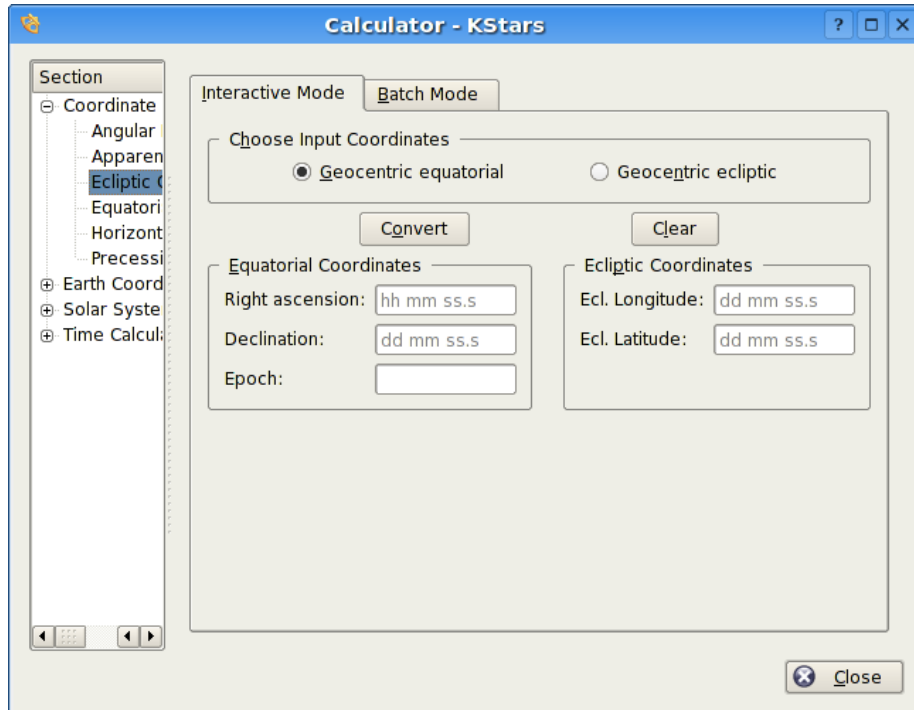 Calculator - KStars
Section
Coordinate
Angular
Apparen
Ecliptic
Equatori
Horizont
Precessi
Earth Coord
Solar Syste
Time Calcul
Interactive Mode
Batch Mode
Choose Input Coordinates
Geocentric equatorial
Geocentric ecliptic
Convert
Clear
Equatorial Coordinates
Right ascension: hh mm ss.s
Declination: dd mm ss.s
Epoch:
Ecliptic Coordinates
Ecl. Longitude: dd mm ss.s
Ecl. Latitude: dd mm ss.s
Close